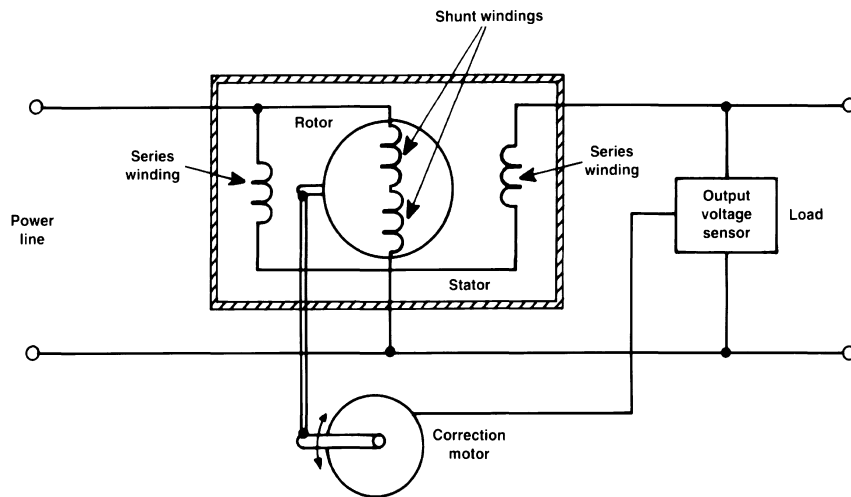 Shunt windings
Rotor
Series
winding
Series
winding
Output
voltage
sensor
Load
Power
line
Stator
Correction
motor